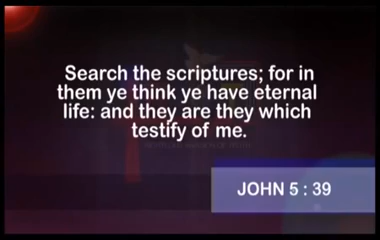 Search the scriptures; for in
them ye think ye have eternal
life: and they are they which
testify of me.
JOHN 5 : 39